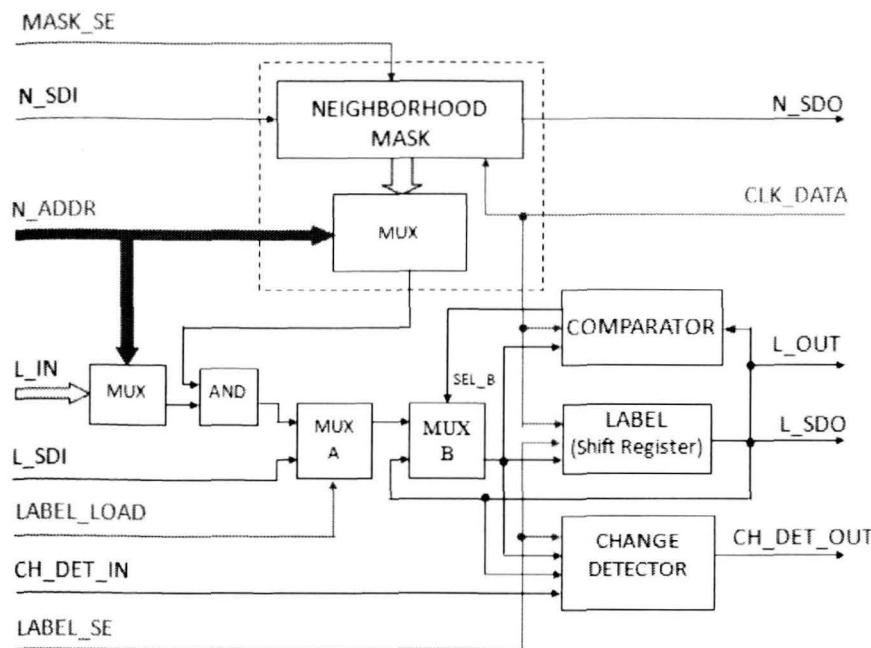 MASK_SE
N_SDI
NEIGHBORHOOD
MASK
N_SDO
N_ADDR
MUX
CLK_DATA
COMPARATOR
L_OUT
L_IN
MUX
AND
SEL_B
MUX
A
MUX
B
LABEL
(Shift Register)
L_SDO
L_SDI
LABEL_LOAD
CHANGE
DETECTOR
CH_DET_OUT
CH_DET_IN
LABEL_SE